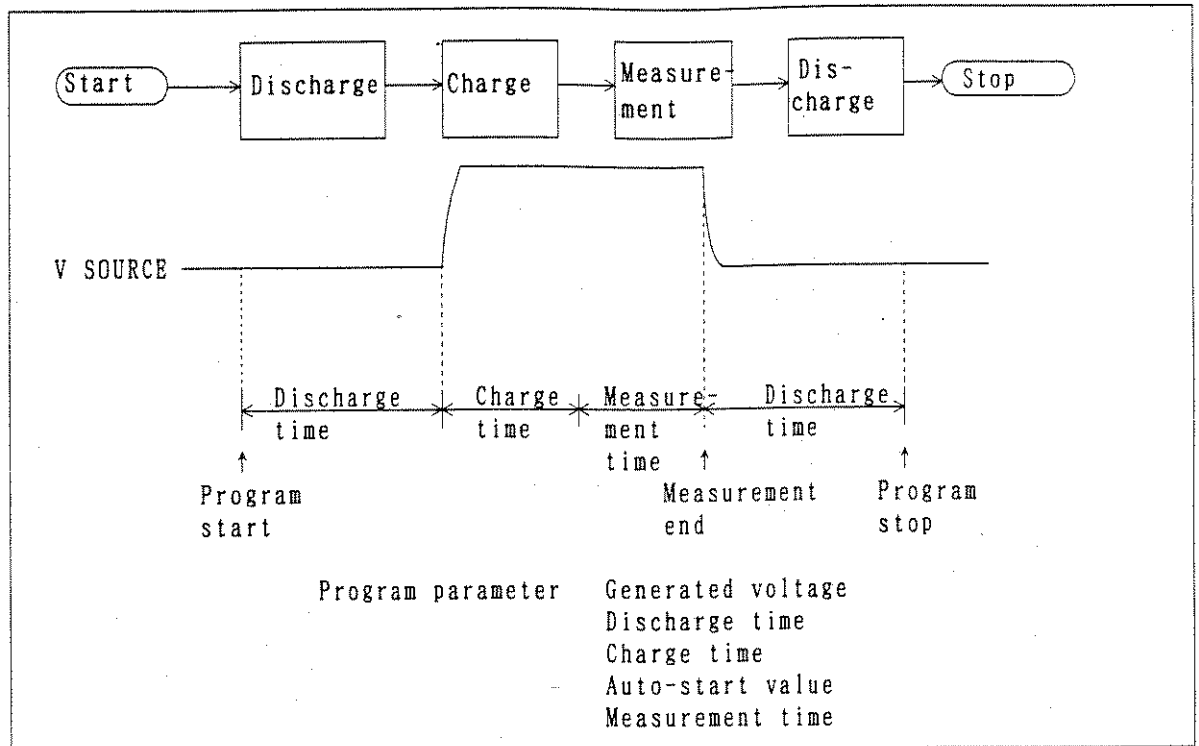 Start
Discharge
Charge
Measure-
ment
Dis-
charge
Stop
V SOURCE
Discharge
time
Charge
time
Measure-
ment
time
Discharge
time
Program
start
Measurement
end
Program
stop
Program parameter
Generated voltage
Discharge time
Charge time
Auto-start value
Measurement time